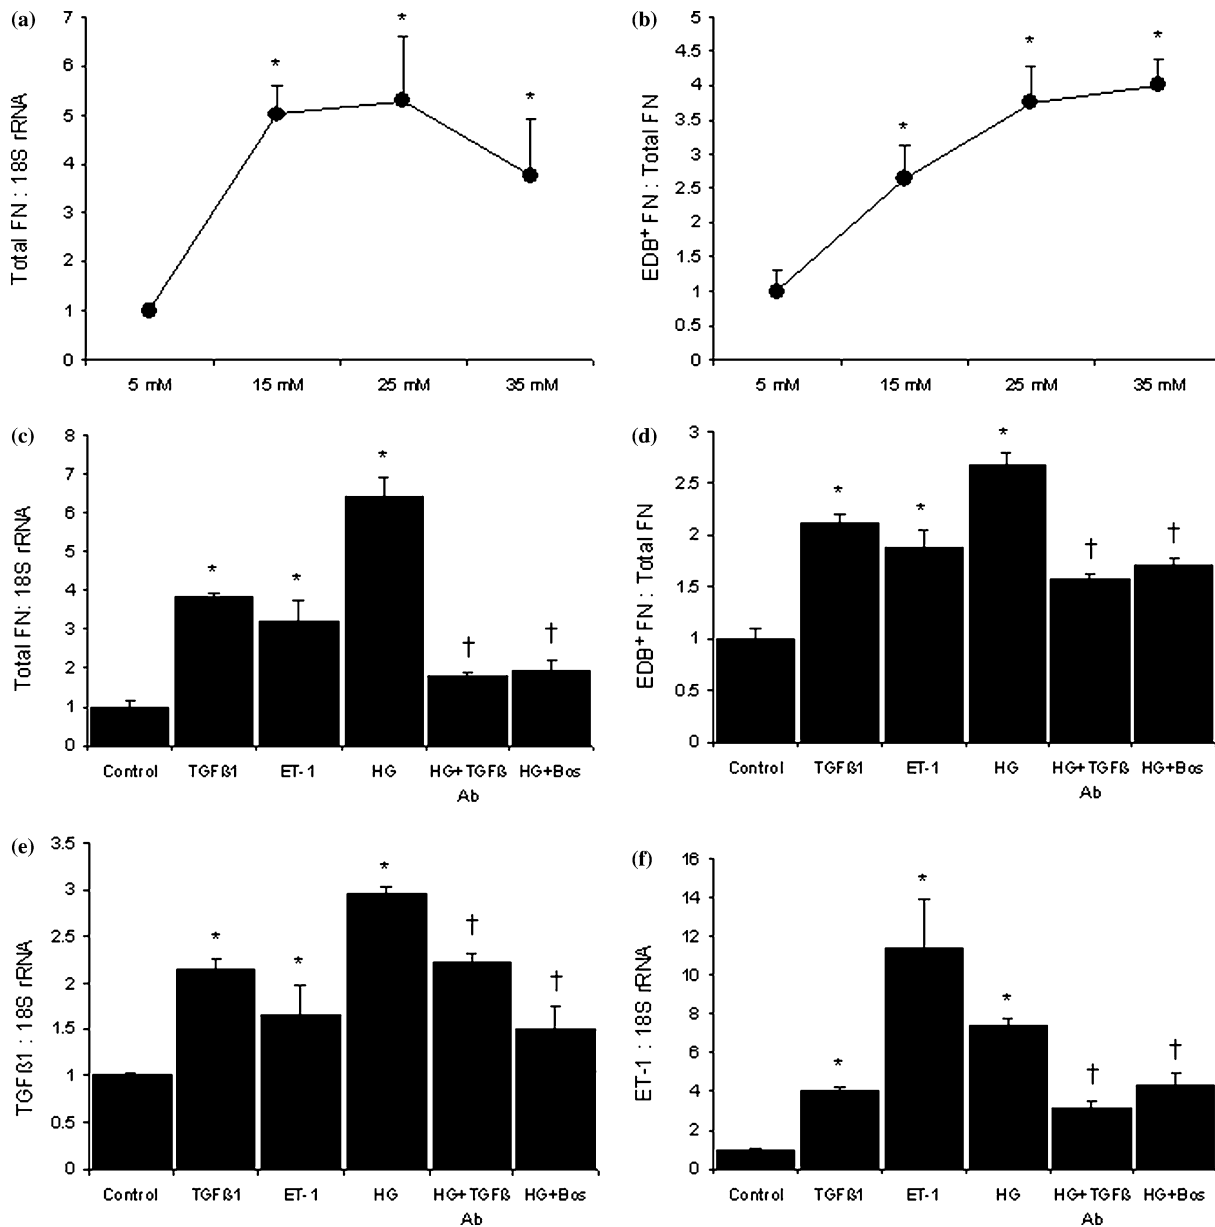 (a)
Total FN : 18S rRNA
7
6
5
4
3
2
1
0
* * * *
5 mM 15 mM 25 mM 35 mM
(b)
EDB⁺ FN : Total FN
5
4.5
4
3.5
3
2.5
2
1.5
1
0.5
0
* * *
5 mM 15 mM 25 mM 35 mM
(c)
Total FN: 18S rRNA
8
7
6
5
4
3
2
1
0
* * * † †
Control TGFß1 ET-1 HG HG+TGFß HG+Bos
Ab
(d)
EDB⁺ FN : Total FN
3
2.5
2
1.5
1
0.5
0
* * * † †
Control TGFß1 ET-1 HG HG+TGFß HG+Bos
Ab
(e)
TGFß1 : 18S rRNA
3.5
3
2.5
2
1.5
1
0.5
0
* * * † †
Control TGFß1 ET-1 HG HG+TGFß HG+Bos
Ab
(f)
ET-1 : 18S rRNA
16
14
12
10
8
6
4
2
0
* * * † †
Control TGFß1 ET-1 HG HG+TGFß HG+Bos
Ab